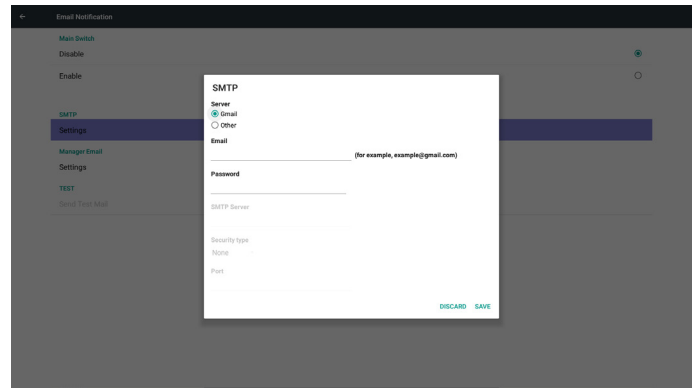 Email Notification
Main Switch
Disable
Enable
SMTP
Settings
Manager Email
Settings
TEST
Send Test Mail
SMTP
Server
Gmail
Other
Email
(for example, example@gmail.com)
Password
SMTP Server
Security type
None
Port
DISCARD SAVE